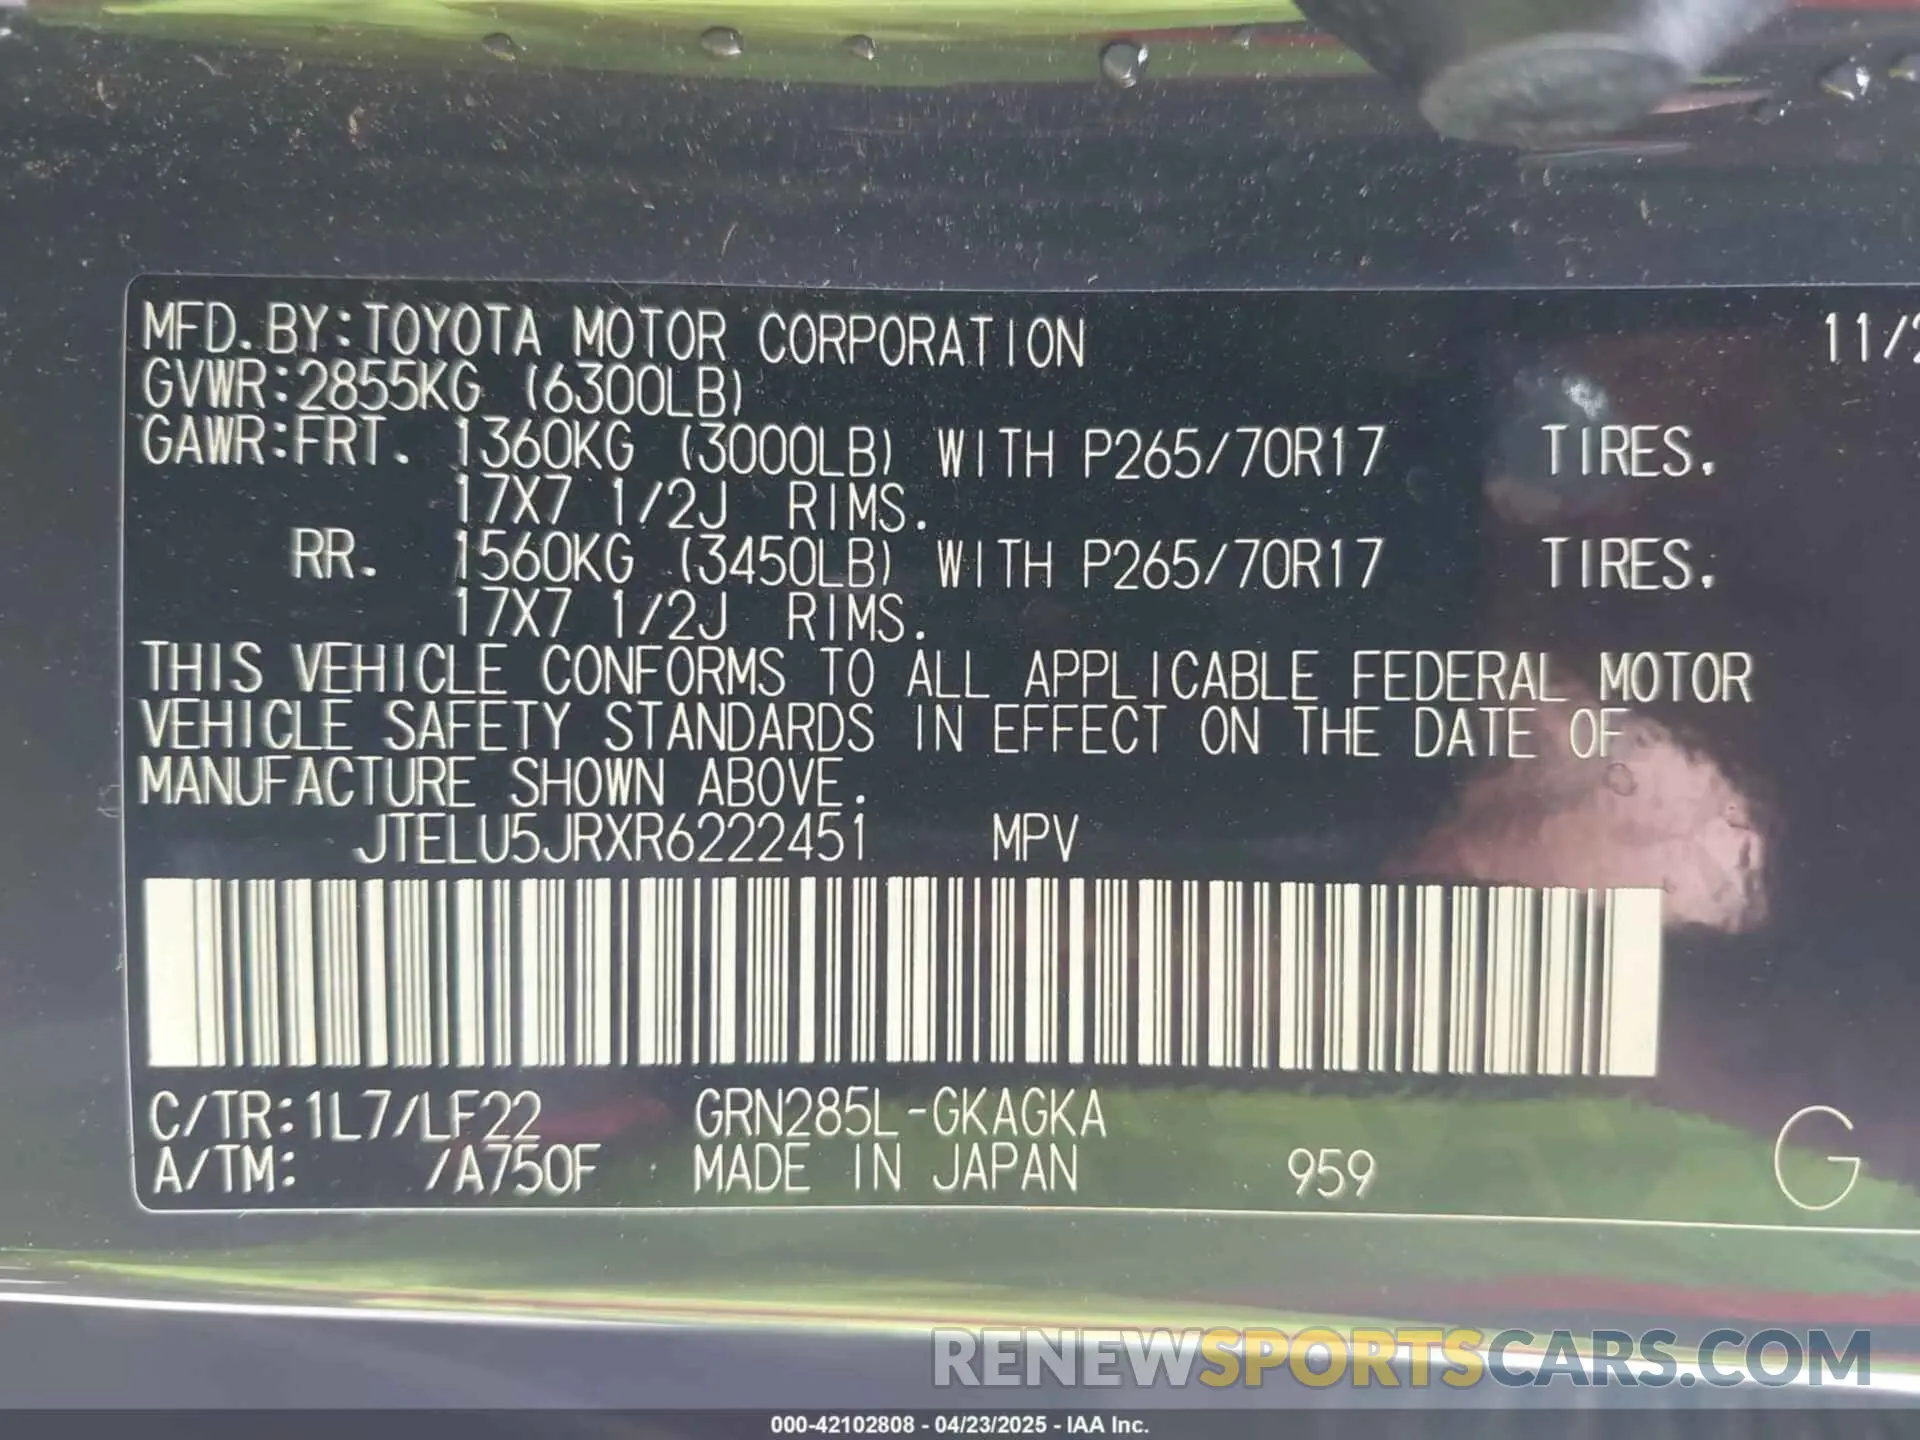 MFD.BY:TOYOTA MOTOR CORPORATION 11/2
GVWR:2855KG (6300LB)
GAWR:FRT. 1360KG (3000LB) WITH P265/70R17 TIRES.
17X7 1/2J RIMS.
RR. 1560KG (3450LB) WITH P265/70R17 TIRES.
17X7 1/2J RIMS.
THIS VEHICLE CONFORMS TO ALL APPLICABLE FEDERAL MOTOR
VEHICLE SAFETY STANDARDS IN EFFECT ON THE DATE OF
MANUFACTURE SHOWN ABOVE.
JTELU5JRXR6222451 MPV
C/TR:1L7/LF22 GRN285L-GKAGKA
A/TM: /A750F MADE IN JAPAN 959 G
RENEWSPORTSCARS.COM
000-42102808 - 04/23/2025 - IAA Inc.